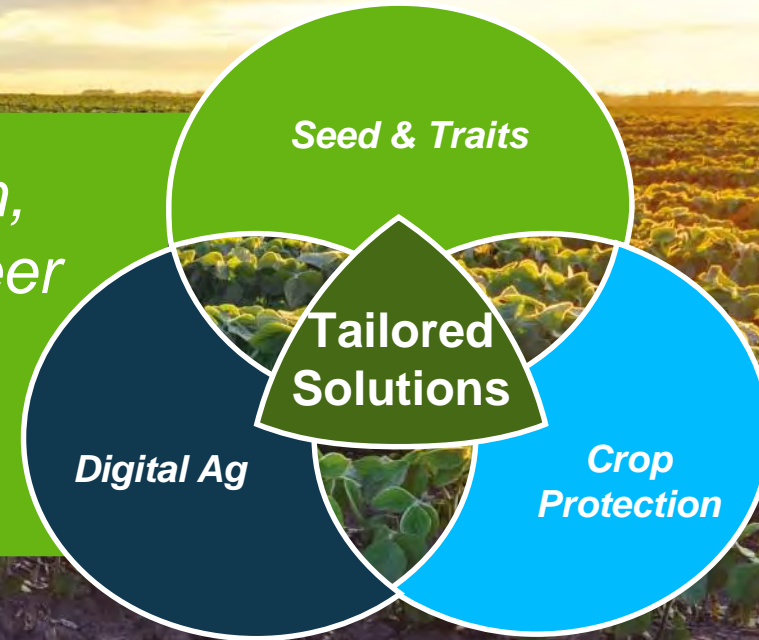 Seed & Traits
Tailored
Solutions
Digital Ag
Crop
Protection